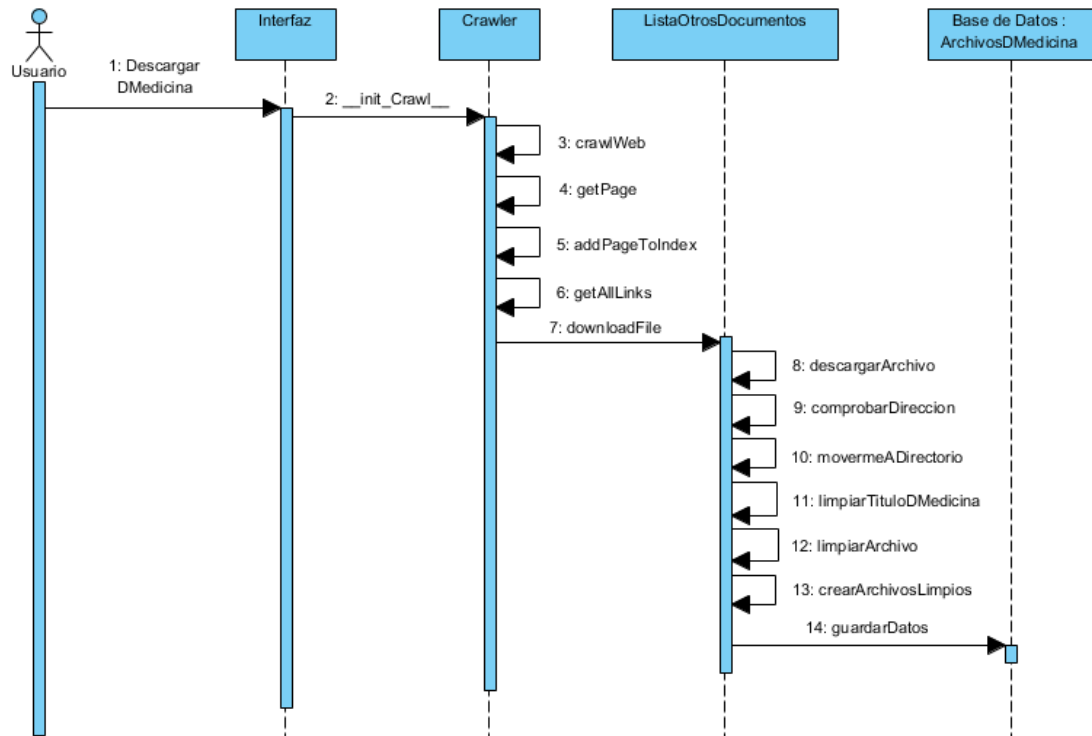 Interfaz
Crawler
ListaOtrosDocumentos
Base de Datos :
ArchivosDMedicina
Usuario
1: Descargar
DMedicina
2: __init_Crawl__
3: crawlWeb
4: getPage
5: addPageToIndex
6: getAllLinks
7: downloadFile
8: descargarArchivo
9: comprobarDireccion
10: movermeADirectorio
11: limpiarTituloDMedicina
12: limpiarArchivo
13: crearArchivosLimpios
14: guardarDatos